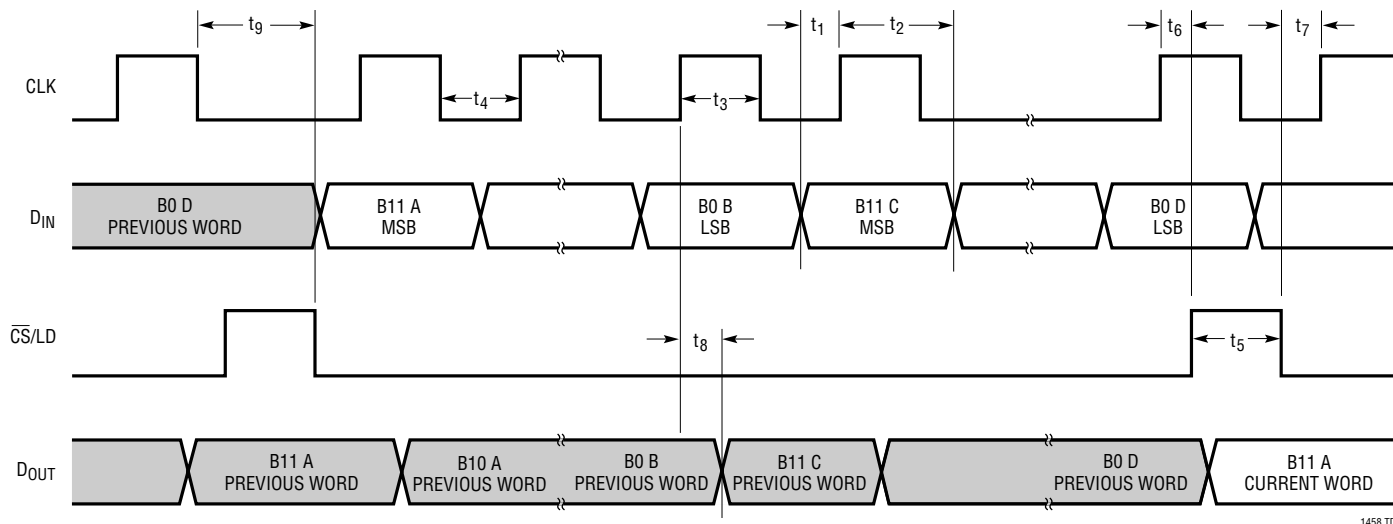 t9 t1 t2 t6 t7
CLK
t4 t3
DIN
B0 D
PREVIOUS WORD
B11 A
MSB
B0 B
LSB
B11 C
MSB
B0 D
LSB
CS/LD
t8 t5
DOUT
B11 A
PREVIOUS WORD
B10 A
PREVIOUS WORD
B0 B
PREVIOUS WORD
B11 C
PREVIOUS WORD
B0 D
PREVIOUS WORD
B11 A
CURRENT WORD